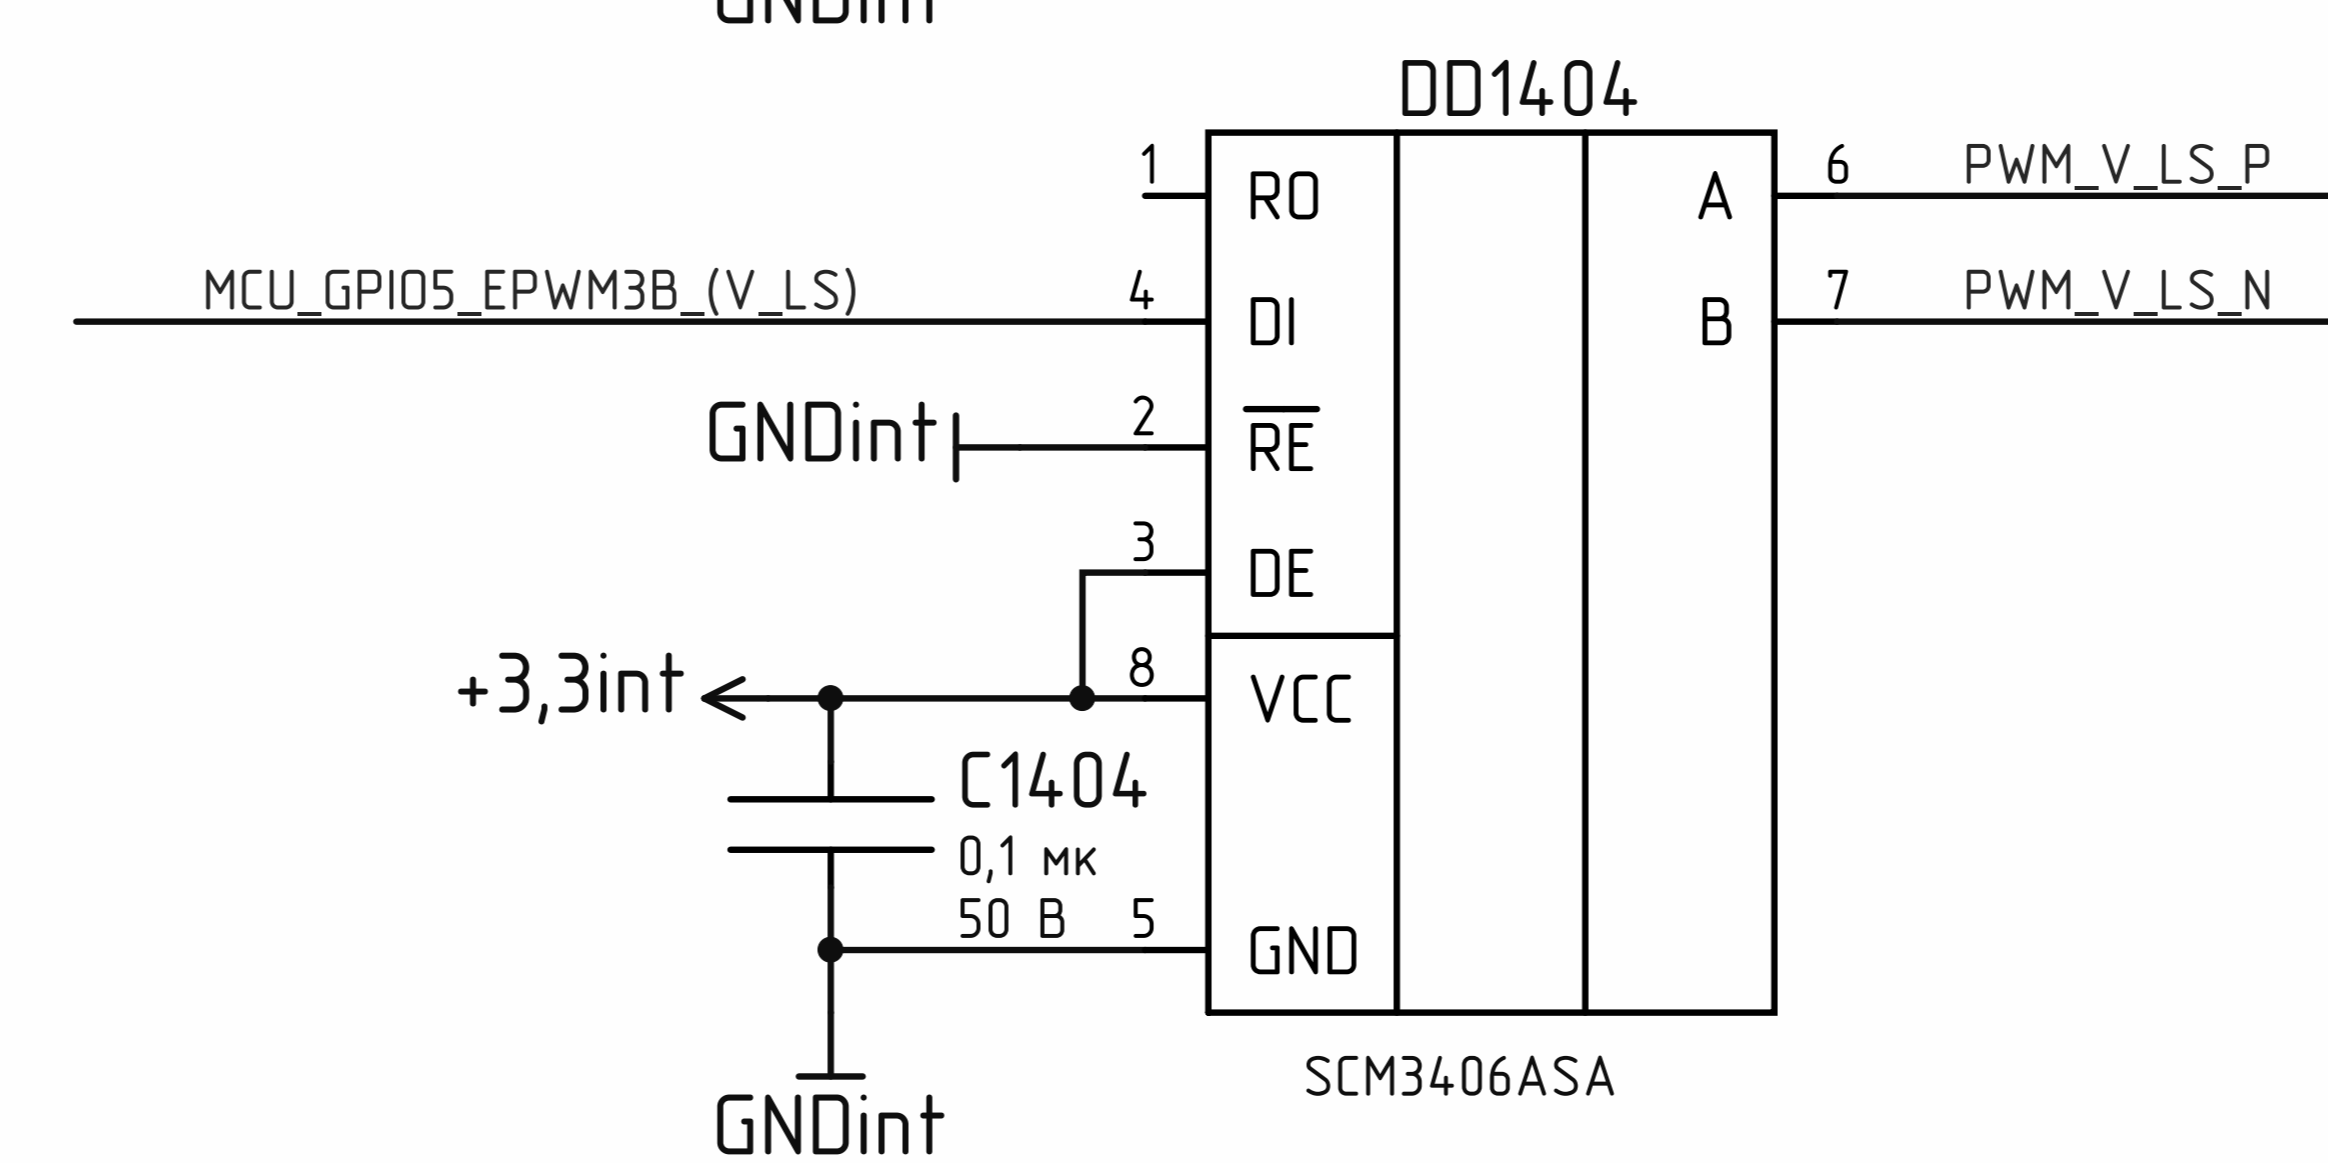 GNDint
DD1404
1 RO A 6 PWM_V_LS_P
MCU_GPIO5_EPWM3B_(V_LS) 4 DI B 7 PWM_V_LS_N
GNDint 2 RE
3 DE
+3,3int 8 VCC
C1404
0,1 мк
50 В 5 GND
SCM3406ASA
GNDint